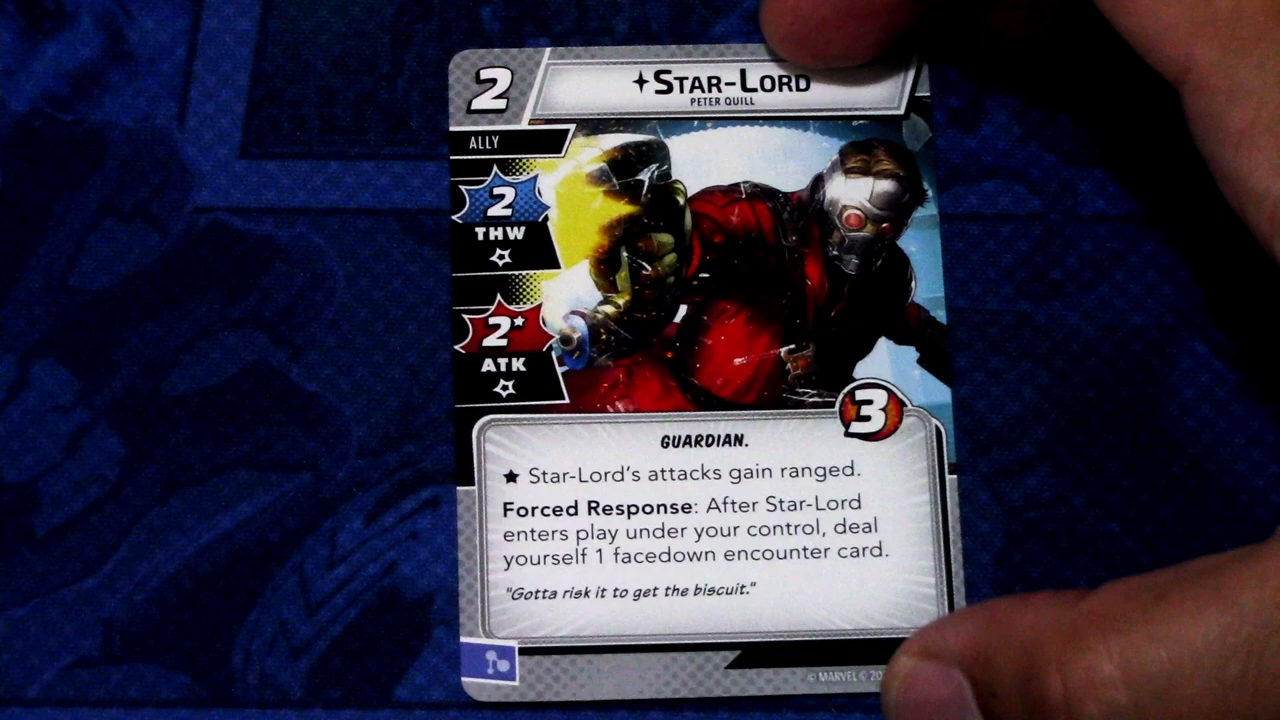 2
STAR-LORD
PETER QUILL
ALLY
2
THW
2
ATK
3
GUARDIAN.
★ Star-Lord's attacks gain ranged.
Forced Response: After Star-Lord
enters play under your control, deal
yourself 1 facedown encounter card.
"Gotta risk it to get the biscuit."
© MARVEL ©